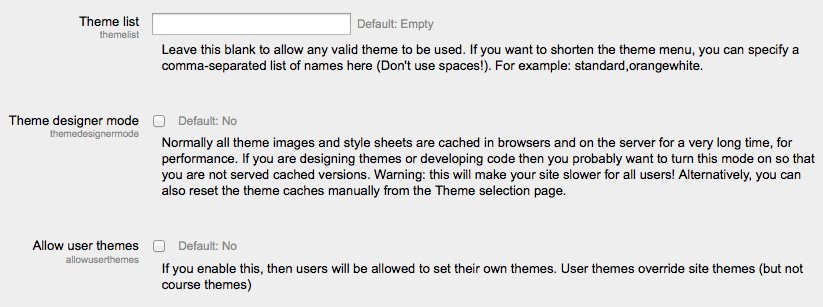 Theme list Default: Empty
themelist
Leave this blank to allow any valid theme to be used. If you want to shorten the theme menu, you can specify a
comma-separated list of names here (Don't use spaces!). For example: standard,orangewhite.
Theme designer mode Default: No
themedesignermode
Normally all theme images and style sheets are cached in browsers and on the server for a very long time, for
performance. If you are designing themes or developing code then you probably want to turn this mode on so that
you are not served cached versions. Warning: this will make your site slower for all users! Alternatively, you can
also reset the theme caches manually from the Theme selection page.
Allow user themes Default: No
allowuserthemes
If you enable this, then users will be allowed to set their own themes. User themes override site themes (but not
course themes)